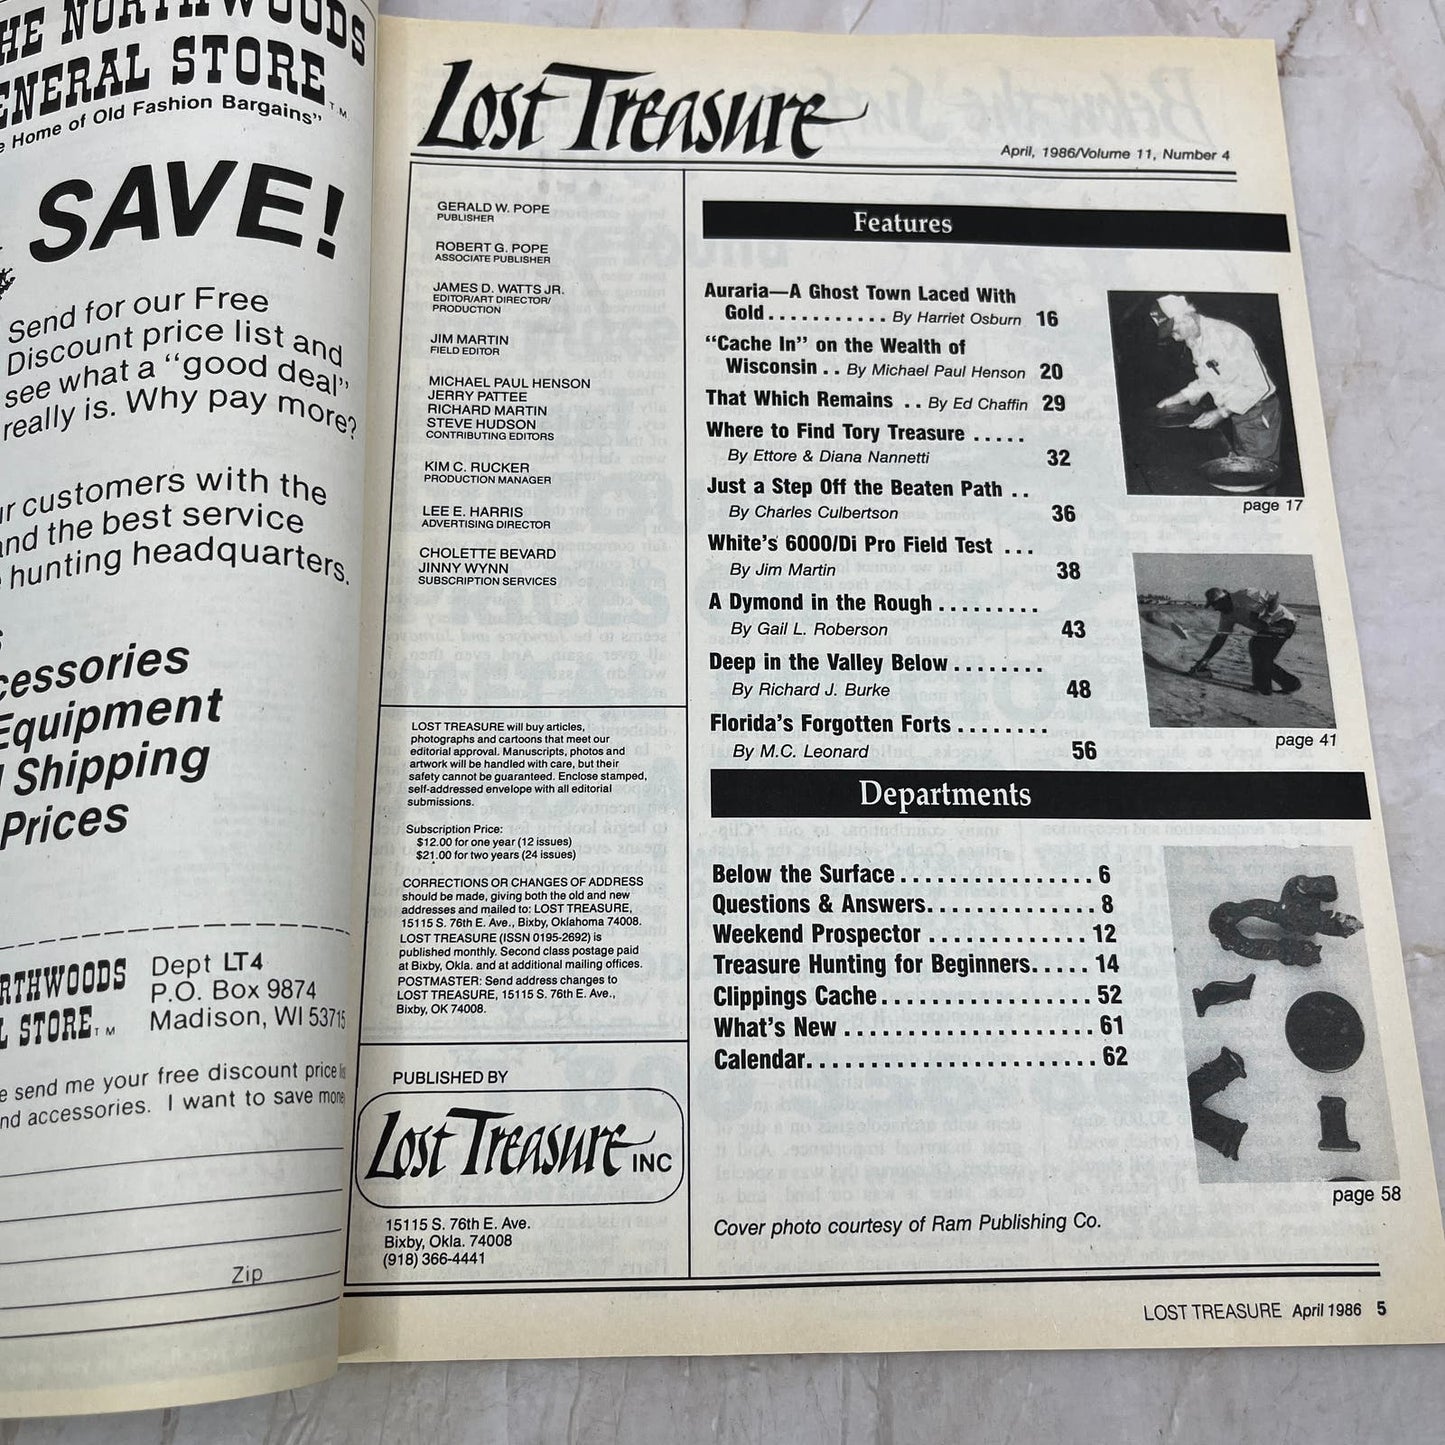 THE NORTHWOODS
GENERAL STORE TM
Home of Old Fashion Bargains"
SAVE!
Send for our Free
Discount price list and
see what a "good deal"
really is. Why pay more?
customers with the
and the best service
hunting headquarters.
Equipment
Shipping
Prices
Dept LT4
P.O. Box 9874
Madison, WI 53715
STORE TM
send me your free discount price
accessories. I want to save
Zip
Lost Treasure
April, 1986/Volume 11, Number 4
GERALD W. POPE
PUBLISHER
ROBERT G. POPE
ASSOCIATE PUBLISHER
JAMES D. WATTS JR.
EDITOR/ART DIRECTOR/
PRODUCTION
JIM MARTIN
FIELD EDITOR
MICHAEL PAUL HENSON
JERRY PATTEE
RICHARD MARTIN
STEVE HUDSON
CONTRIBUTING EDITORS
KIM C. RUCKER
PRODUCTION MANAGER
LEE E. HARRIS
ADVERTISING DIRECTOR
CHOLETTE BEVARD
JINNY WYNN
SUBSCRIPTION SERVICES
LOST TREASURE will buy articles,
photographs and cartoons that meet our
editorial approval. Manuscripts, photos and
artwork will be handled with care, but their
safety cannot be guaranteed. Enclose stamped,
self-addressed envelope with all editorial
submissions.
Subscription Price:
$12.00 for one year (12 issues)
$21.00 for two years (24 issues)
CORRECTIONS OR CHANGES OF ADDRESS
should be made, giving both the old and new
addresses and mailed to: LOST TREASURE,
15115 S. 76th E. Ave., Bixby, Oklahoma 74008.
LOST TREASURE (ISSN 0195-2692) is
published monthly. Second class postage paid
at Bixby, Okla. and at additional mailing offices.
POSTMASTER: Send address changes to
LOST TREASURE, 15115 S. 76th E. Ave.,
Bixby, OK 74008.
PUBLISHED BY
Lost Treasure INC
15115 S. 76th E. Ave.
Bixby, Okla. 74008
(918) 366-4441
Features
Auraria—A Ghost Town Laced With
Gold........... By Harriet Osburn 16
"Cache In" on the Wealth of
Wisconsin .. By Michael Paul Henson 20
That Which Remains .. By Ed Chaffin 29
Where to Find Tory Treasure .....
By Ettore & Diana Nannetti 32
Just a Step Off the Beaten Path ..
By Charles Culbertson 36
White's 6000/Di Pro Field Test ...
By Jim Martin 38
A Dymond in the Rough .........
By Gail L. Roberson 43
Deep in the Valley Below ........
By Richard J. Burke 48
Florida's Forgotten Forts ........
By M.C. Leonard 56
page 17
page 41
Departments
Below the Surface................. 6
Questions & Answers............... 8
Weekend Prospector ............. 12
Treasure Hunting for Beginners..... 14
Clippings Cache.................. 52
What's New ..................... 61
Calendar........................ 62
page 58
Cover photo courtesy of Ram Publishing Co.
LOST TREASURE April 1986 5